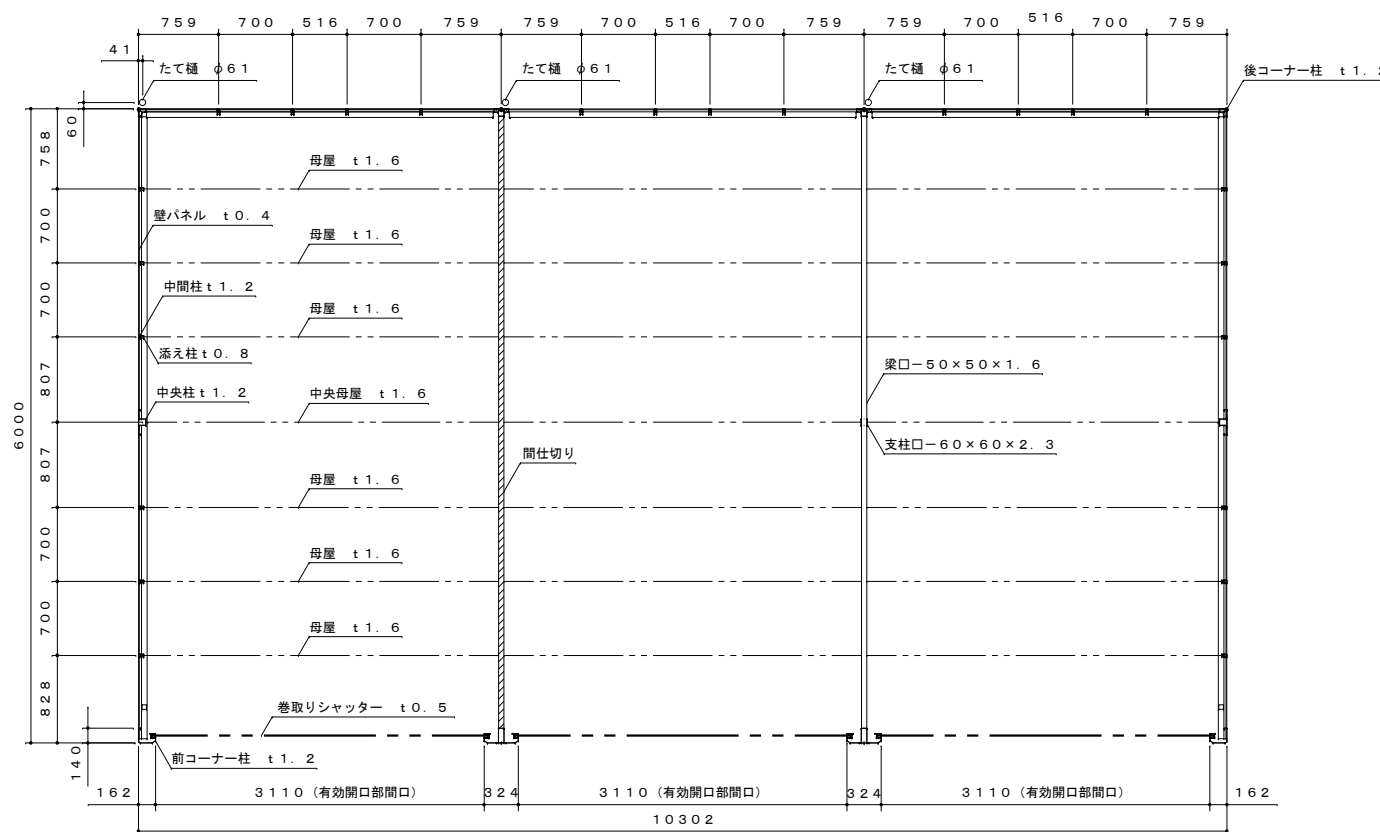 ７５９ ７００ ５１６ ７００ ７５９ ７５９ ７００ ５１６ ７００ ７５９ ７５９ ７００ ５１６ ７００ ７５９
４１
たて樋　φ６１
たて樋　φ６１
たて樋　φ６１
後コーナー柱　ｔ１．２
６０
７５８
母屋　ｔ１．６
７００
壁パネル　ｔ０．４
母屋　ｔ１．６
７００
中間柱ｔ１．２
母屋　ｔ１．６
添え柱ｔ０．８
８０７
梁口－５０×５０×１．６
中央柱ｔ１．２
中央母屋　ｔ１．６
６０００
支柱口－６０×６０×２．３
８０７
間仕切り
母屋　ｔ１．６
７００
母屋　ｔ１．６
７００
母屋　ｔ１．６
８２８
巻取りシャッター　ｔ０．５
１４０
前コーナー柱　ｔ１．２
１６２ ３１１０（有効開口部間口） ３２４ ３１１０（有効開口部間口） ３２４ ３１１０（有効開口部間口） １６２
１０３０２